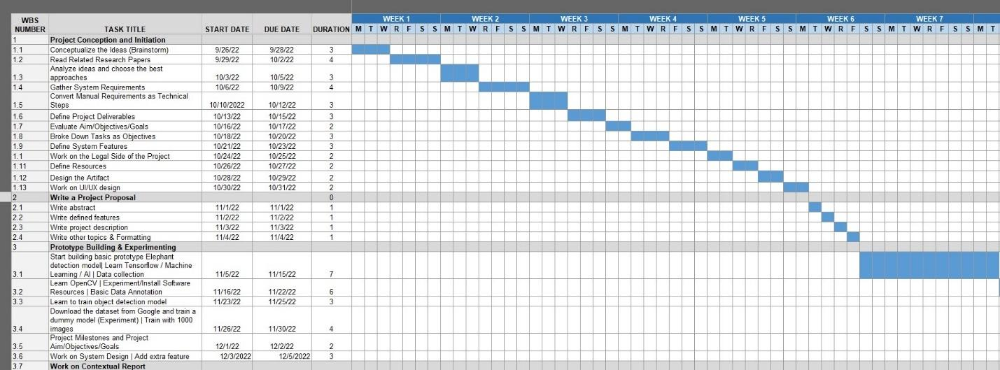 WEEK 1 WEEK 2 WEEK 3 WEEK 4 WEEK 5 WEEK 6 WEEK 7
WBS
NUMBER TASK TITLE START DATE DUE DATE DURATION M T W R F S S M T W R F S S M T W R F S S M T W R F S S M T W R F S S M T W R F S S M T W R F S S M T
1 Project Conception and Initiation
1.1 Conceptualize the Ideas (Brainstorm) 9/26/22 9/28/22 3
1.2 Read Related Research Papers 9/29/22 10/2/22 4
Analyze ideas and choose the best
1.3 approaches 10/3/22 10/5/22 3
1.4 Gather System Requirements 10/6/22 10/9/22 4
Convert Manual Requirements as Technical
1.5 Steps 10/10/2022 10/12/22 3
1.6 Define Project Deliverables 10/13/22 10/15/22 3
1.7 Evaluate Aim/Objectives/Goals 10/16/22 10/17/22 2
1.8 Broke Down Tasks as Objectives 10/18/22 10/20/22 3
1.9 Define System Features 10/21/22 10/23/22 3
1.1 Work on the Legal Side of the Project 10/24/22 10/25/22 2
1.11 Define Resources 10/26/22 10/27/22 2
1.12 Design the Artifact 10/28/22 10/29/22 2
1.13 Work on UI/UX design 10/30/22 10/31/22 2
2 Write a Project Proposal 0
2.1 Write abstract 11/1/22 11/1/22 1
2.2 Write defined features 11/2/22 11/2/22 1
2.3 Write project description 11/3/22 11/3/22 1
2.4 Write other topics & Formatting 11/4/22 11/4/22 1
3 Prototype Building & Experimenting
Start building basic prototype Elephant
detection model| Learn Tensorflow / Machine
3.1 Learning / AI | Data collection 11/5/22 11/15/22 7
Learn OpenCV | Experiment/Install Software
3.2 Resources | Basic Data Annotation 11/16/22 11/22/22 6
3.3 Learn to train object detection model 11/23/22 11/25/22 3
Download the dataset from Google and train a
dummy model (Experiment) | Train with 1000
3.4 images 11/26/22 11/30/22 4
Project Milestones and Project
3.5 Aim/Objectives/Goals 12/1/22 12/2/22 2
3.6 Work on System Design | Add extra feature 12/3/2022 12/5/2022 3
3.7 Work on Contextual Report